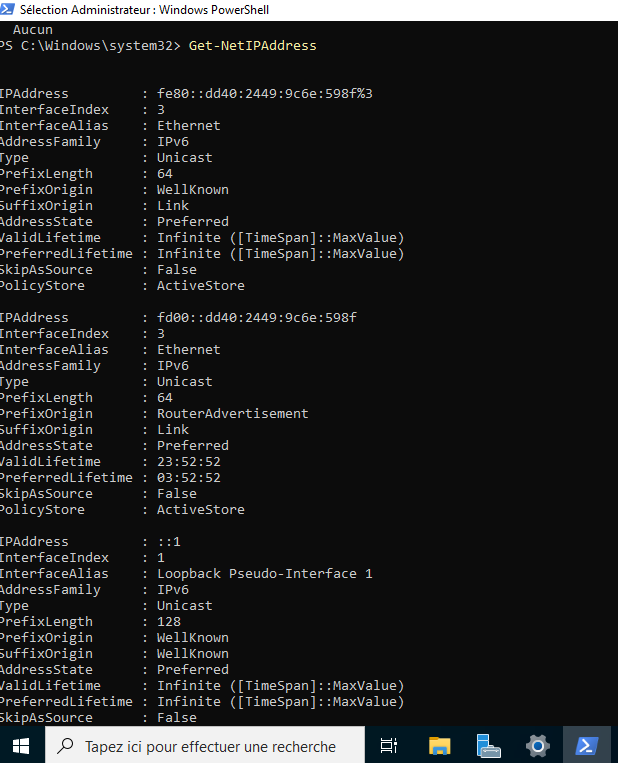 Sélection Administrateur : Windows PowerShell
Aucun
PS C:\Windows\system32> Get-NetIPAddress
IPAddress : fe80::dd40:2449:9c6e:598f%3
InterfaceIndex : 3
InterfaceAlias : Ethernet
AddressFamily : IPv6
Type : Unicast
PrefixLength : 64
PrefixOrigin : WellKnown
SuffixOrigin : Link
AddressState : Preferred
ValidLifetime : Infinite ([TimeSpan]::MaxValue)
PreferredLifetime : Infinite ([TimeSpan]::MaxValue)
SkipAsSource : False
PolicyStore : ActiveStore
IPAddress : fd00::dd40:2449:9c6e:598f
InterfaceIndex : 3
InterfaceAlias : Ethernet
AddressFamily : IPv6
Type : Unicast
PrefixLength : 64
PrefixOrigin : RouterAdvertisement
SuffixOrigin : Link
AddressState : Preferred
ValidLifetime : 23:52:52
PreferredLifetime : 03:52:52
SkipAsSource : False
PolicyStore : ActiveStore
IPAddress : ::1
InterfaceIndex : 1
InterfaceAlias : Loopback Pseudo-Interface 1
AddressFamily : IPv6
Type : Unicast
PrefixLength : 128
PrefixOrigin : WellKnown
SuffixOrigin : WellKnown
AddressState : Preferred
ValidLifetime : Infinite ([TimeSpan]::MaxValue)
PreferredLifetime : Infinite ([TimeSpan]::MaxValue)
SkipAsSource : False
Tapez ici pour effectuer une recherche